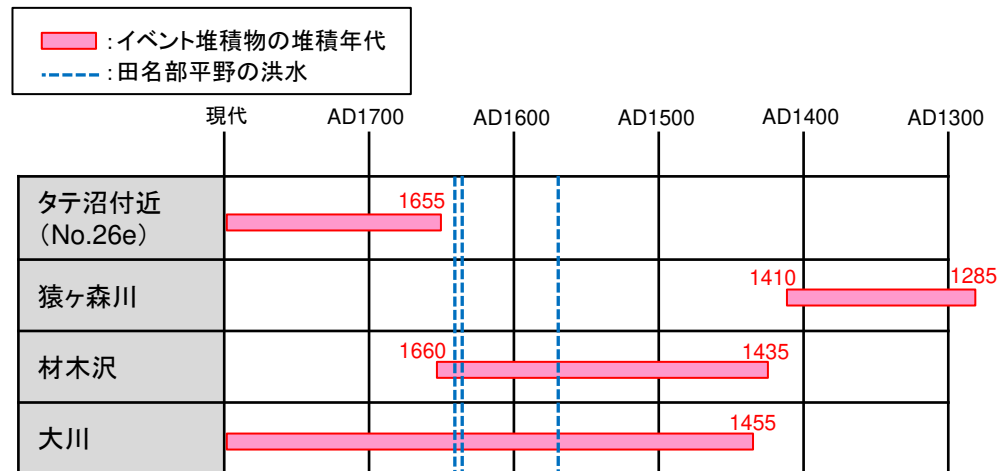 ：イベント堆積物の堆積年代
：田名部平野の洪水
現代 AD1700 AD1600 AD1500 AD1400 AD1300
タテ沼付近
（No.26e）
1655
猿ヶ森川
1410 1285
材木沢
1660 1435
大川
1455